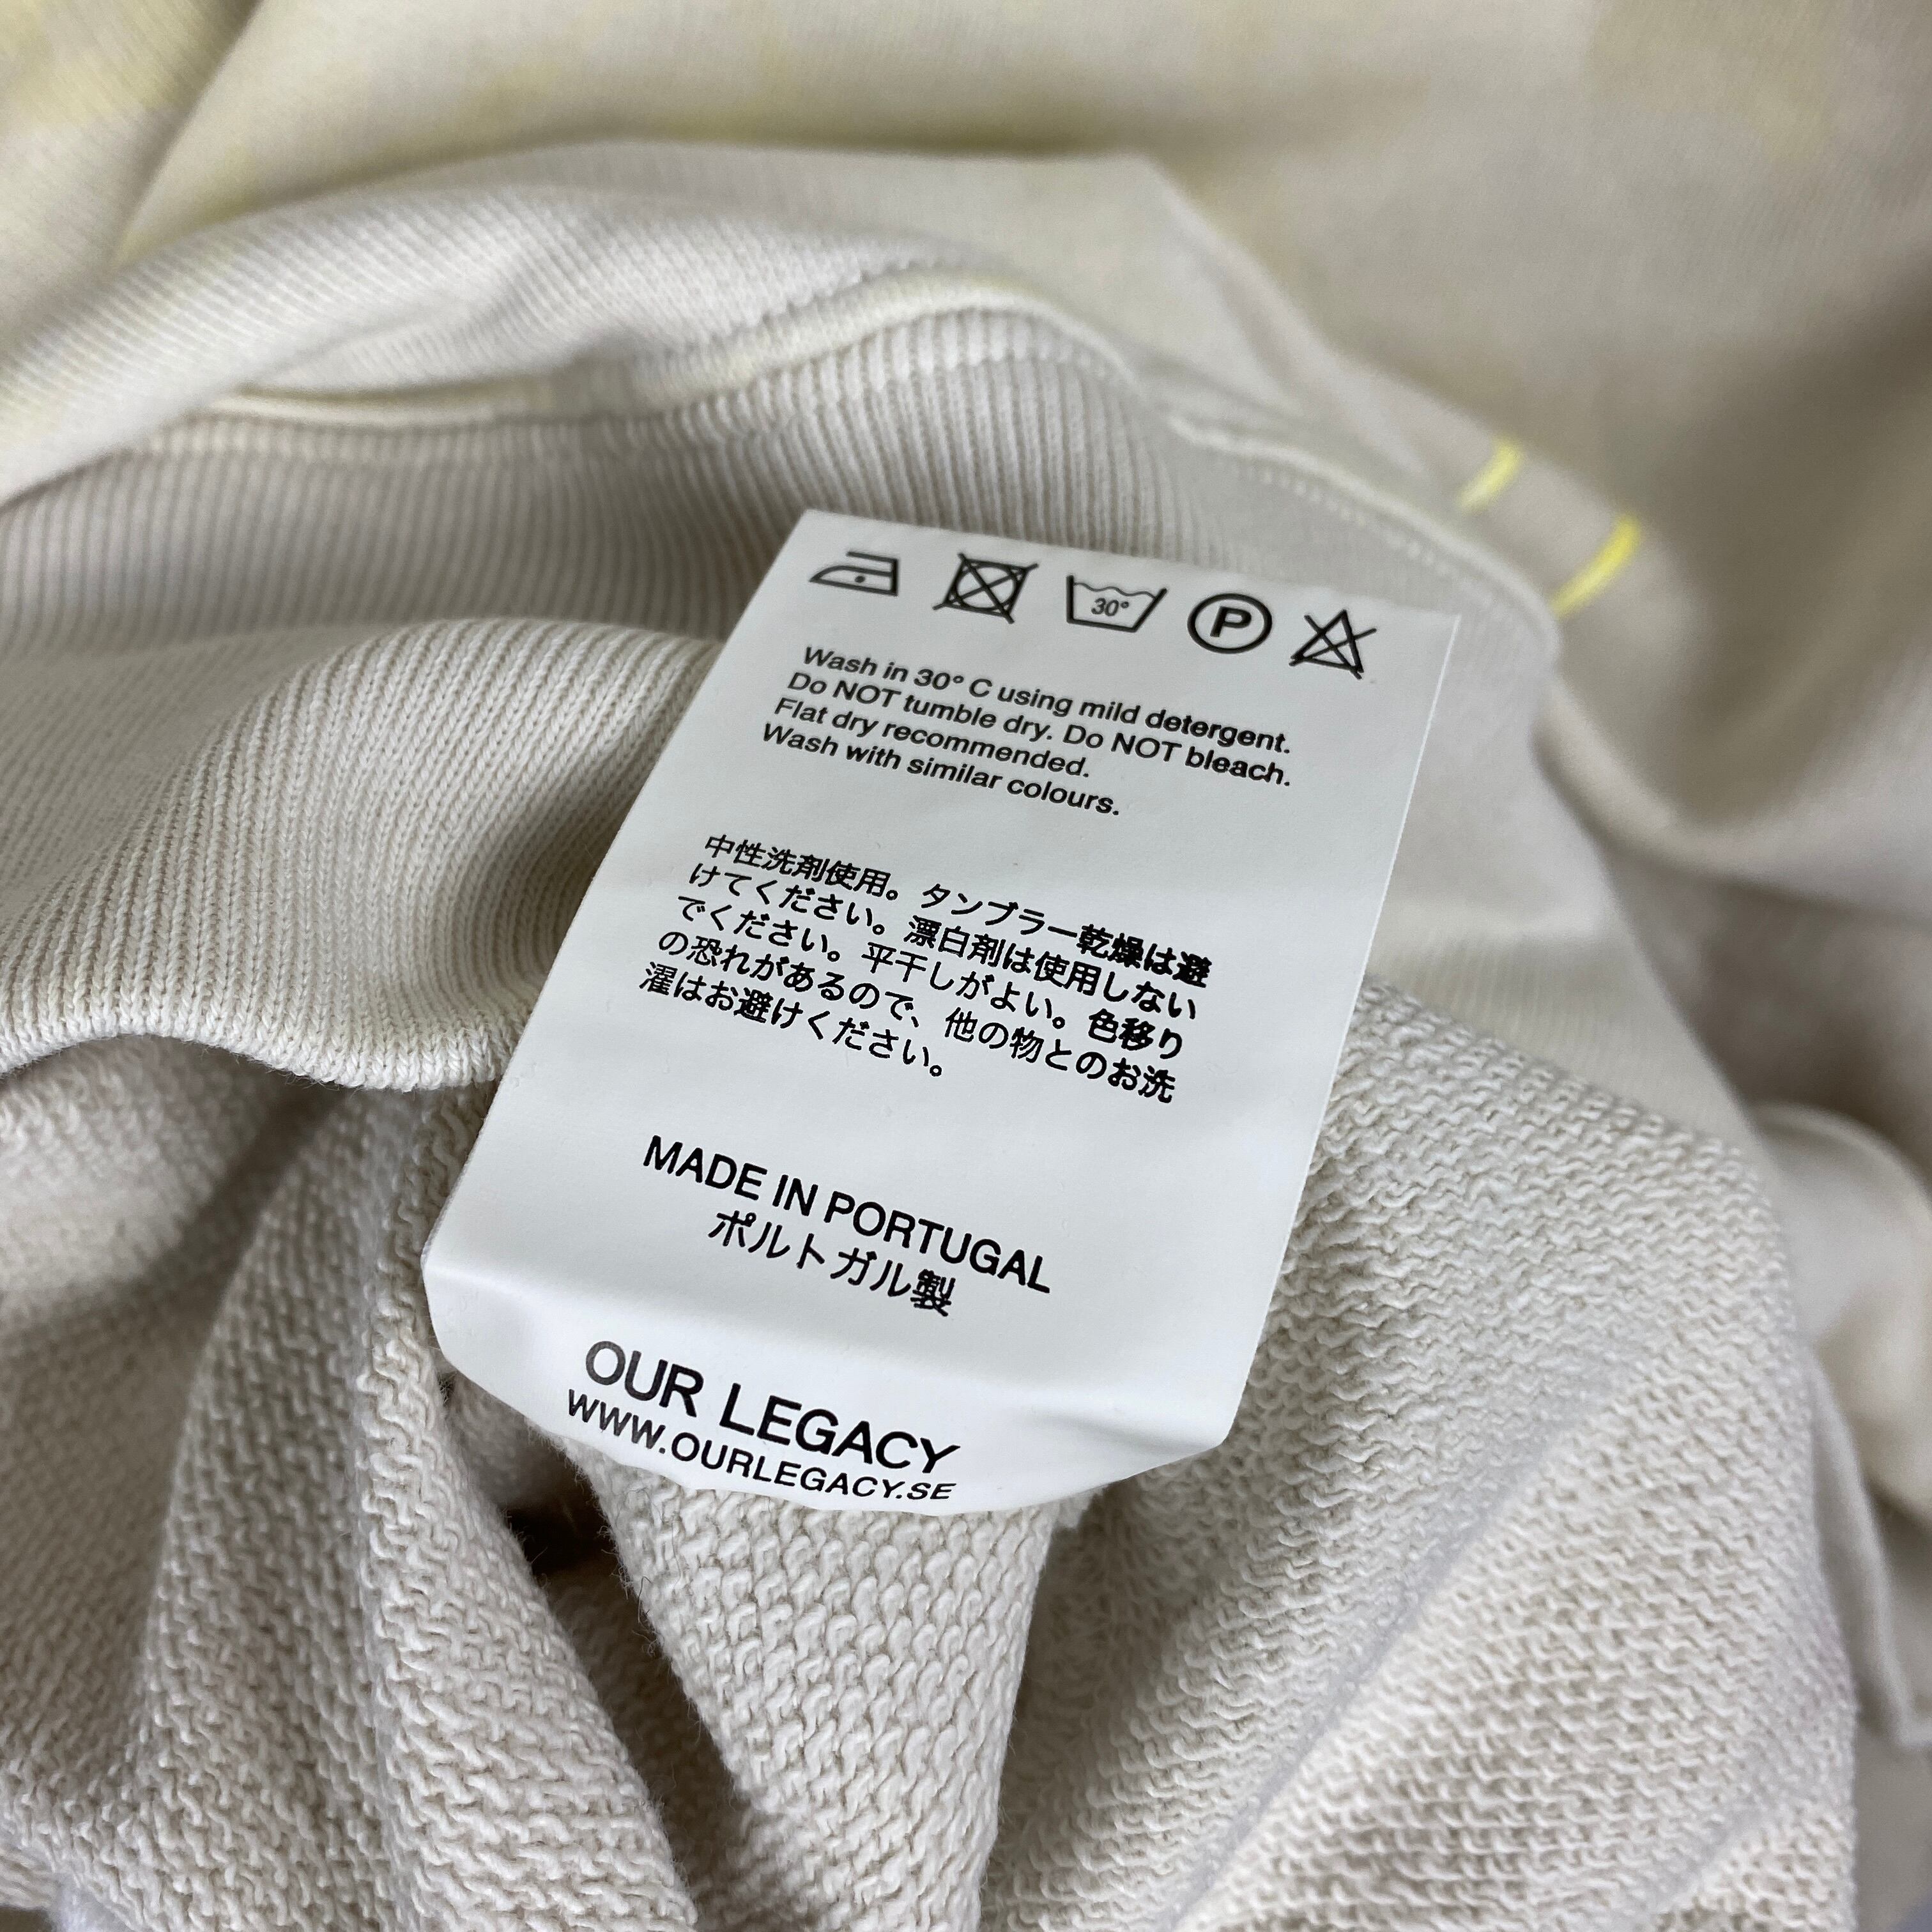 30°
P
Wash in 30° C using mild detergent.
Do NOT tumble dry. Do NOT bleach.
Flat dry recommended.
Wash with similar colours.
中性洗剤使用。タンブラー乾燥は避
けてください。漂白剤は使用しない
でください。平干しがよい。色移り
の恐れがあるので、他の物とのお洗
濯はお避けください。
MADE IN PORTUGAL
ポルトガル製
OUR LEGACY
WWW.OURLEGACY.SE